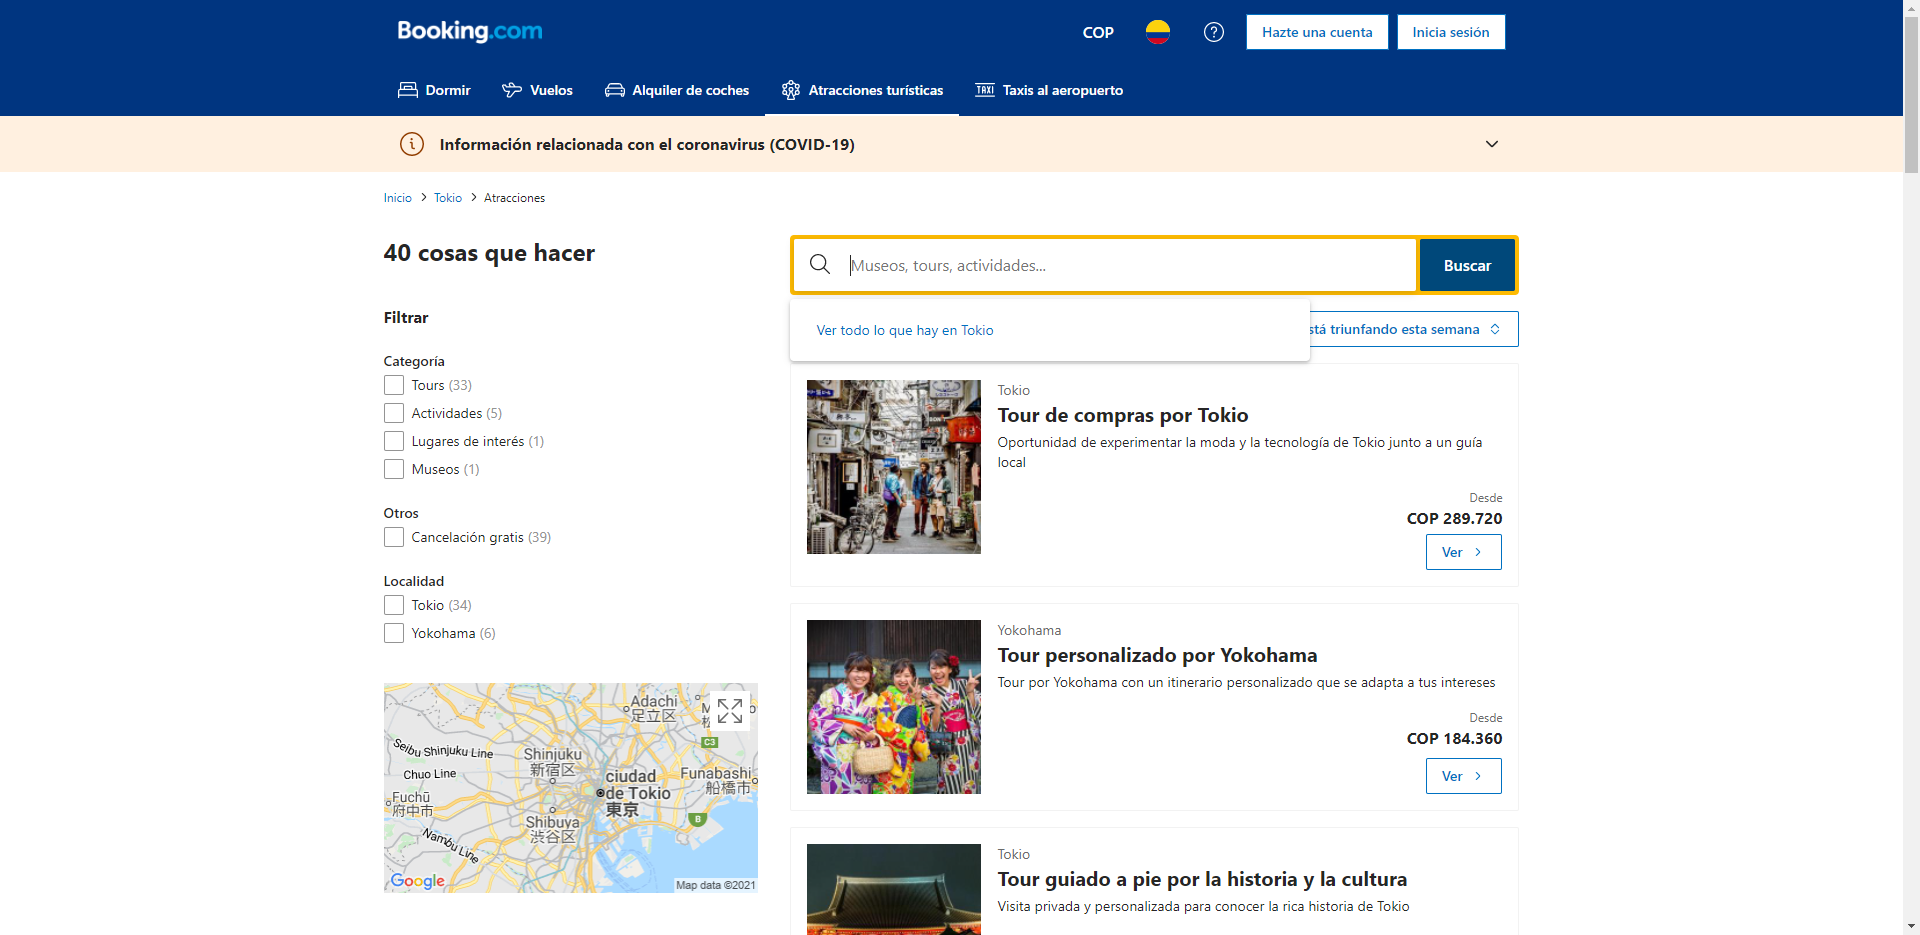 Booking.com
COP
Hazte una cuenta
Inicia sesión
Dormir
Vuelos
Alquiler de coches
Atracciones turísticas
TAXI
Taxis al aeropuerto
Información relacionada con el coronavirus (COVID-19)
Inicio > Tokio > Atracciones
40 cosas que hacer
Museos, tours, actividades...
Buscar
Ver todo lo que hay en Tokio
stá triunfando esta semana
Filtrar
Categoría
Tours (33)
Actividades (5)
Lugares de interés (1)
Museos (1)
Otros
Cancelación gratis (39)
Localidad
Tokio (34)
Yokohama (6)
Adachi
足立区
C3
Seibu Shinjuku Line
Shinjuku
新宿区
Chuo Line
ciudad
de Tokio
東京
Funabashi
船橋市
Fuchū
府中市
Shibuya
渋谷区
B
Nambu Line
Google
Map data ©2021
Tokio
Tour de compras por Tokio
Oportunidad de experimentar la moda y la tecnología de Tokio junto a un guía
local
Desde
COP 289.720
Ver
Yokohama
Tour personalizado por Yokohama
Tour por Yokohama con un itinerario personalizado que se adapta a tus intereses
Desde
COP 184.360
Ver
Tokio
Tour guiado a pie por la historia y la cultura
Visita privada y personalizada para conocer la rica historia de Tokio